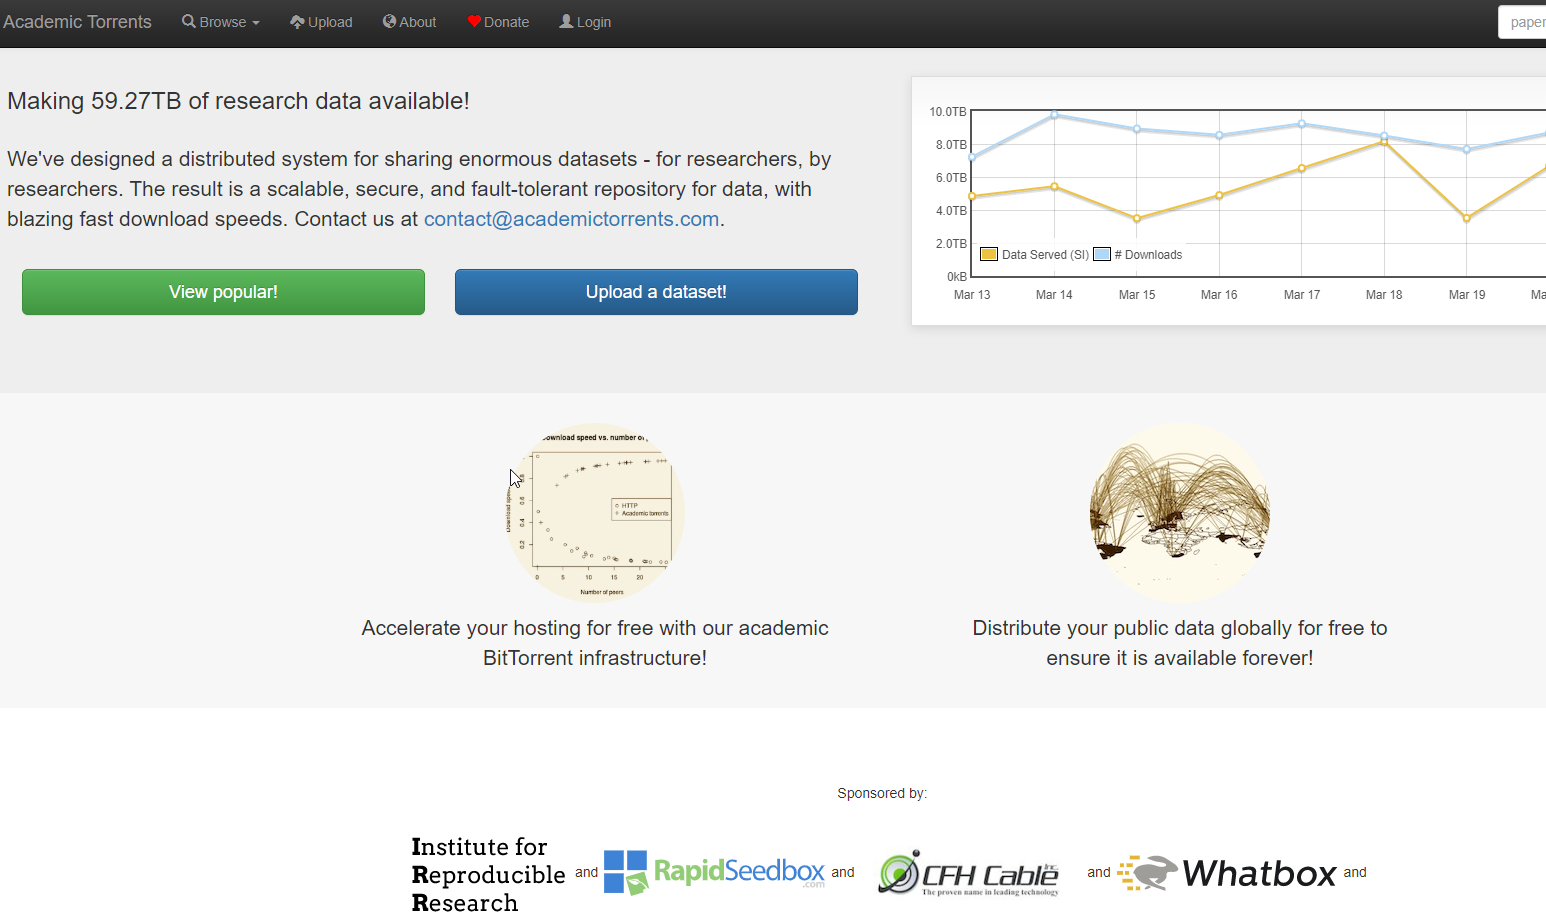 Academic Torrents Browse Upload About Donate Login
Making 59.27TB of research data available!
We've designed a distributed system for sharing enormous datasets - for researchers, by
researchers. The result is a scalable, secure, and fault-tolerant repository for data, with
blazing fast download speeds. Contact us at contact@academictorrents.com.
View popular! Upload a dataset!
10.0TB
8.0TB
6.0TB
4.0TB
2.0TB
0kB
Data Served (SI) # Downloads
Mar 13 Mar 14 Mar 15 Mar 16 Mar 17 Mar 18 Mar 19
Download speed vs. number of
HTTP
Academic torrents
0.6
0.4
0.2
0 5 10 15 20
Number of peers
Accelerate your hosting for free with our academic
BitTorrent infrastructure!
Distribute your public data globally for free to
ensure it is available forever!
Sponsored by:
Institute for
Reproducible
Research
and
RapidSeedbox
.com
and
CFH Cable Inc
The proven name in leading technology
and
Whatbox
and